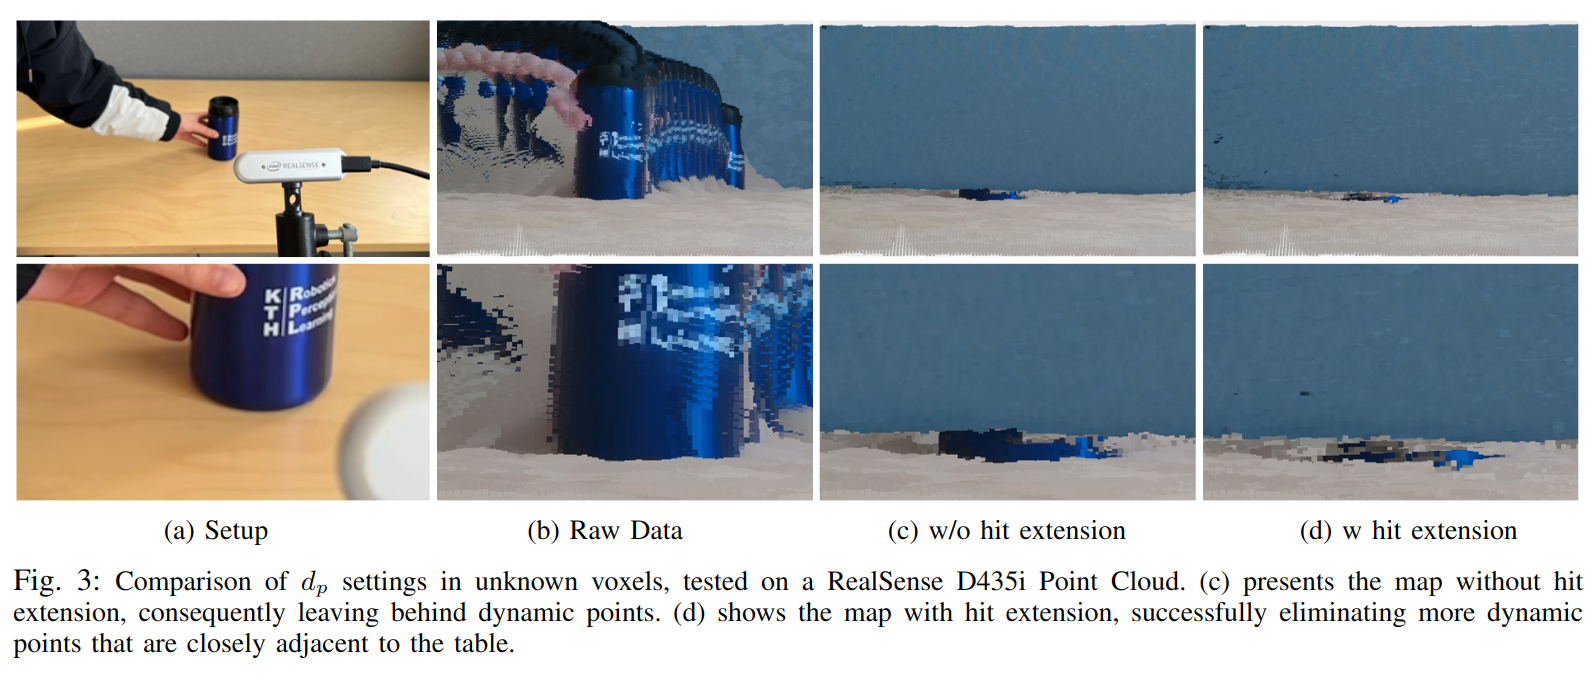 intel REALSENSE
K Robotic
T Perception
H Learning
(a) Setup
(b) Raw Data
(c) w/o hit extension
(d) w hit extension
Fig. 3: Comparison of dp settings in unknown voxels, tested on a RealSense D435i Point Cloud. (c) presents the map without hit
extension, consequently leaving behind dynamic points. (d) shows the map with hit extension, successfully eliminating more dynamic
points that are closely adjacent to the table.